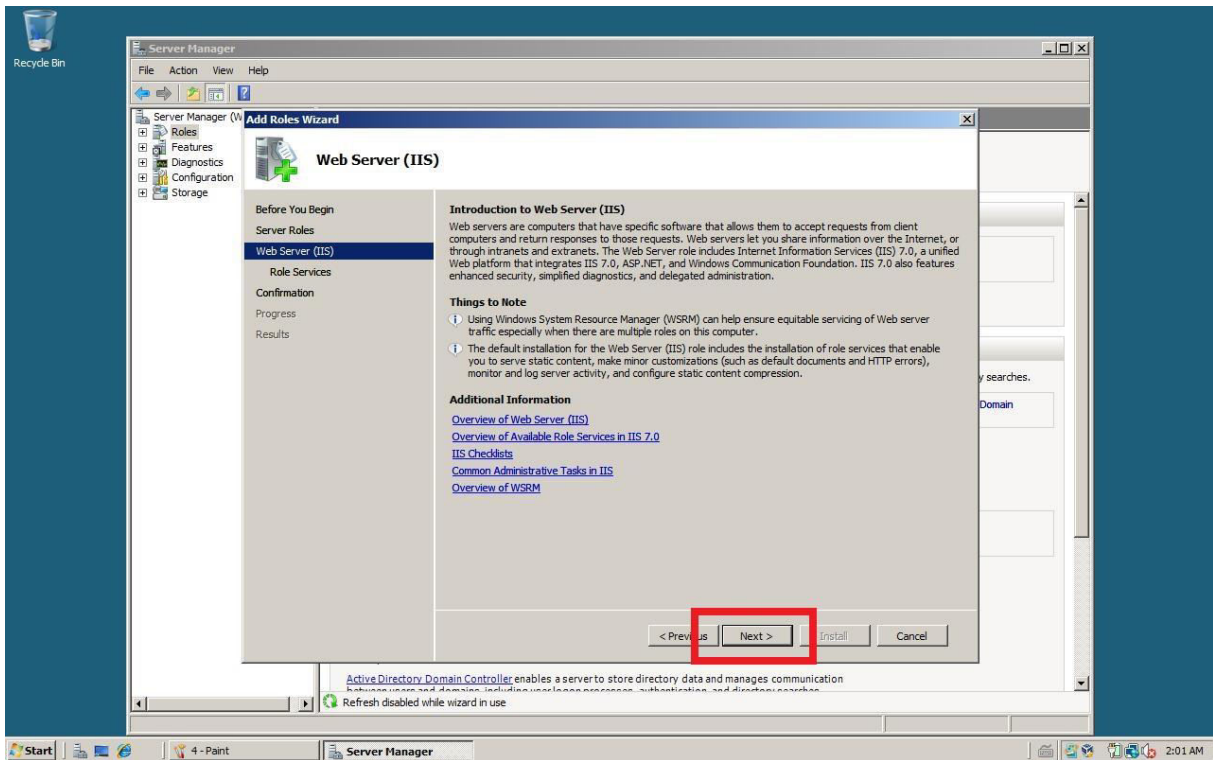 Recycle Bin
Server Manager
File Action View Help
Server Manager (W
Roles
Features
Diagnostics
Configuration
Storage
Add Roles Wizard
Web Server (IIS)
Before You Begin
Server Roles
Web Server (IIS)
Role Services
Confirmation
Progress
Results
Introduction to Web Server (IIS)
Web servers are computers that have specific software that allows them to accept requests from client
computers and return responses to those requests. Web servers let you share information over the Internet, or
through intranets and extranets. The Web Server role includes Internet Information Services (IIS) 7.0, a unified
Web platform that integrates IIS 7.0, ASP.NET, and Windows Communication Foundation. IIS 7.0 also features
enhanced security, simplified diagnostics, and delegated administration.
Things to Note
Using Windows System Resource Manager (WSRM) can help ensure equitable servicing of Web server
traffic especially when there are multiple roles on this computer.
The default installation for the Web Server (IIS) role includes the installation of role services that enable
you to serve static content, make minor customizations (such as default documents and HTTP errors),
monitor and log server activity, and configure static content compression.
Additional Information
Overview of Web Server (IIS)
Overview of Available Role Services in IIS 7.0
IIS Checklists
Common Administrative Tasks in IIS
Overview of WSRM
y searches.
Domain
< Previous Next > Install Cancel
Active Directory Domain Controller enables a server to store directory data and manages communication
between users and domains, including user logon processes, authentication, and directory searches
Refresh disabled while wizard in use
Start 4 - Paint Server Manager 2:01 AM